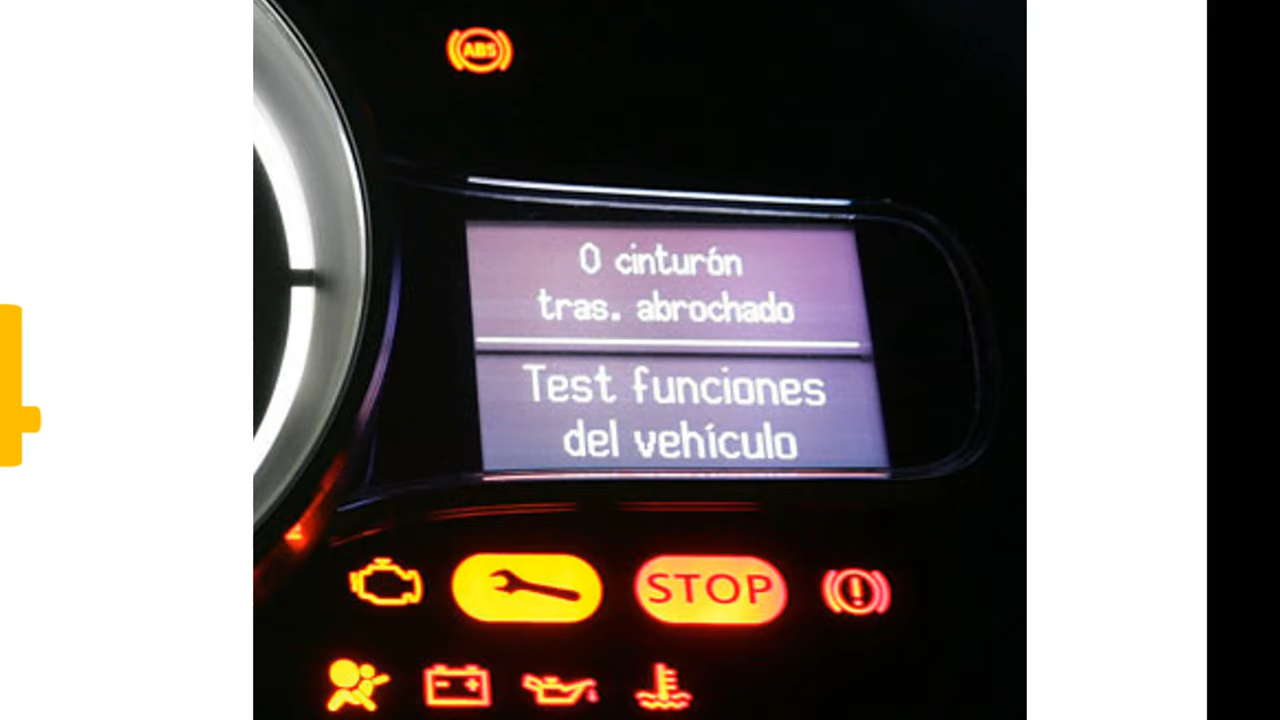 ABS
0 cinturón
tras. abrochado
Test funciones
del vehículo
STOP